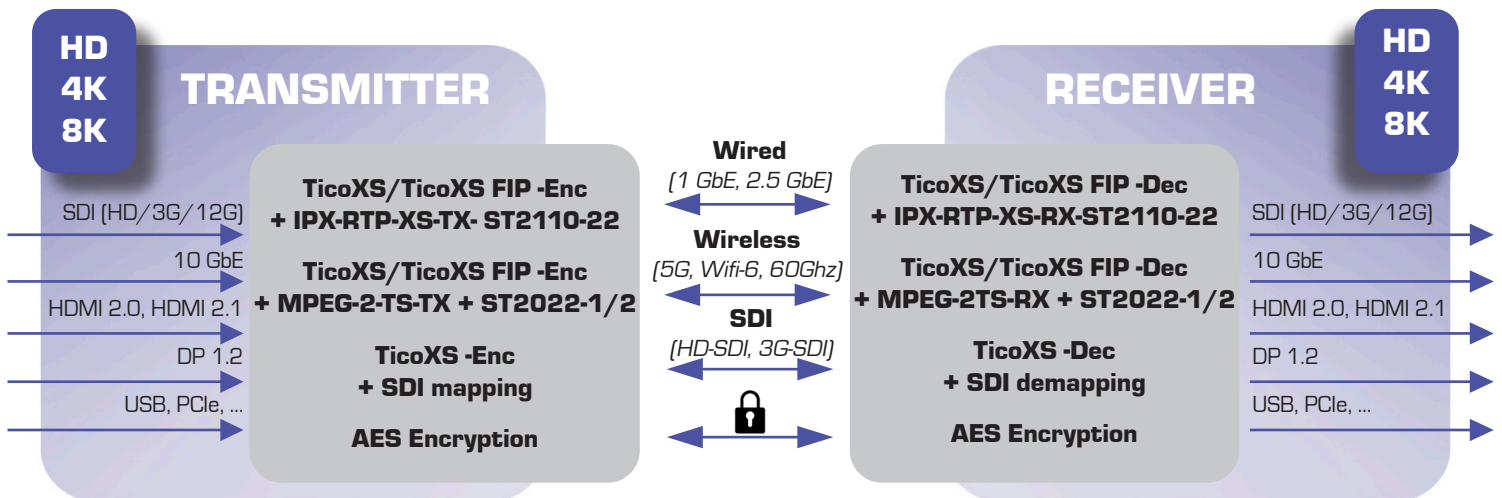 HD
4K
8K
TRANSMITTER
SDI (HD/3G/12G)
10 GbE
HDMI 2.0, HDMI 2.1
DP 1.2
USB, PCIe, ...
TicoXS/TicoXS FIP -Enc
+ IPX-RTP-XS-TX- ST2110-22
TicoXS/TicoXS FIP -Enc
+ MPEG-2-TS-TX + ST2022-1/2
TicoXS -Enc
+ SDI mapping
AES Encryption
Wired
(1 GbE, 2.5 GbE)
Wireless
(5G, Wifi-6, 60Ghz)
SDI
(HD-SDI, 3G-SDI)
RECEIVER
HD
4K
8K
TicoXS/TicoXS FIP -Dec
+ IPX-RTP-XS-RX-ST2110-22
TicoXS/TicoXS FIP -Dec
+ MPEG-2TS-RX + ST2022-1/2
TicoXS -Dec
+ SDI demapping
AES Encryption
SDI (HD/3G/12G)
10 GbE
HDMI 2.0, HDMI 2.1
DP 1.2
USB, PCIe, ...